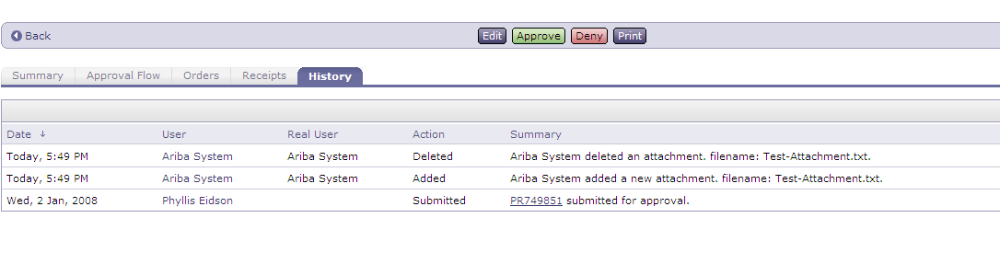 Back Edit Approve Deny Print
Summary Approval Flow Orders Receipts History
Date ↓ User Real User Action Summary
Today, 5:49 PM Ariba System Ariba System Deleted Ariba System deleted an attachment. filename: Test-Attachment.txt.
Today, 5:49 PM Ariba System Ariba System Added Ariba System added a new attachment. filename: Test-Attachment.txt.
Wed, 2 Jan, 2008 Phyllis Eidson Submitted PR749851 submitted for approval.